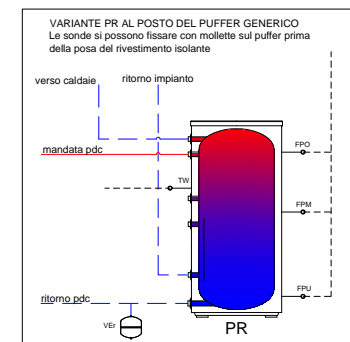 VARIANTE PR AL POSTO DEL PUFFER GENERICO
Le sonde si possono fissare con mollette sul puffer prima
della posa del rivestimento isolante
verso caldaie
ritorno impianto
mandata pdc
FPO
TW
FPM
FPU
ritorno pdc
VEr
PR